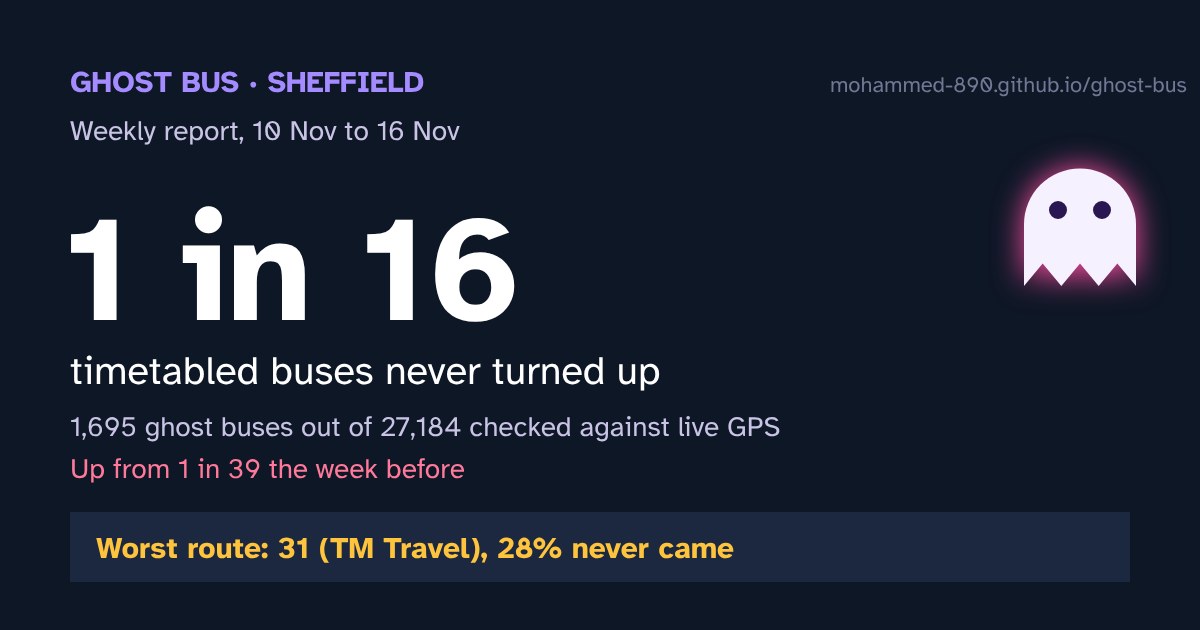 GHOST BUS · SHEFFIELD
mohammed-890.github.io/ghost-bus
Weekly report, 10 Nov to 16 Nov
1 in 16
timetabled buses never turned up
1,695 ghost buses out of 27,184 checked against live GPS
Up from 1 in 39 the week before
Worst route: 31 (TM Travel), 28% never came